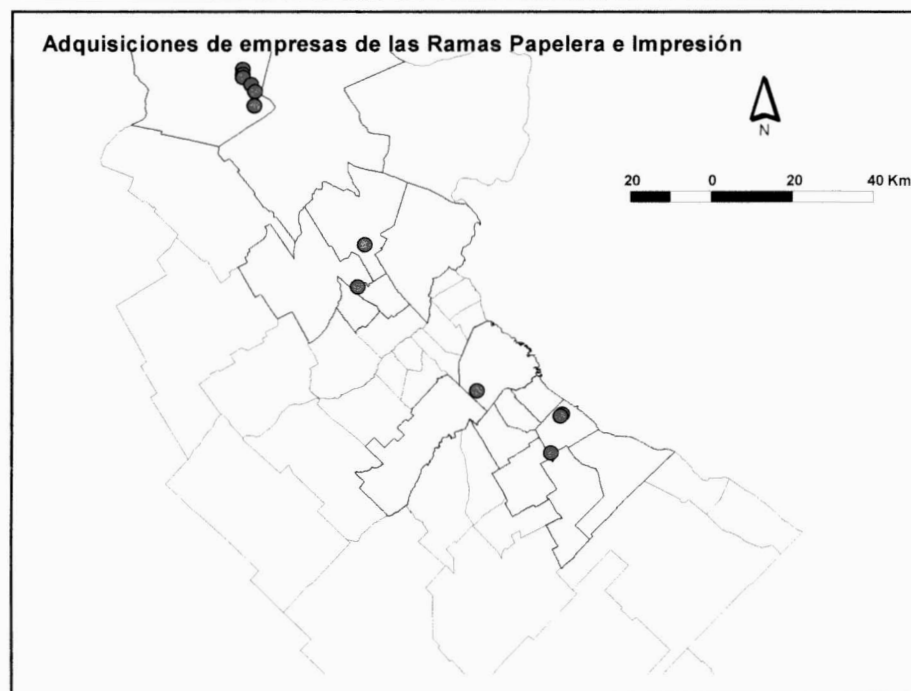 Adquisiciones de empresas de las Ramas Papelera e Impresión
N
20 0 20 40 Km